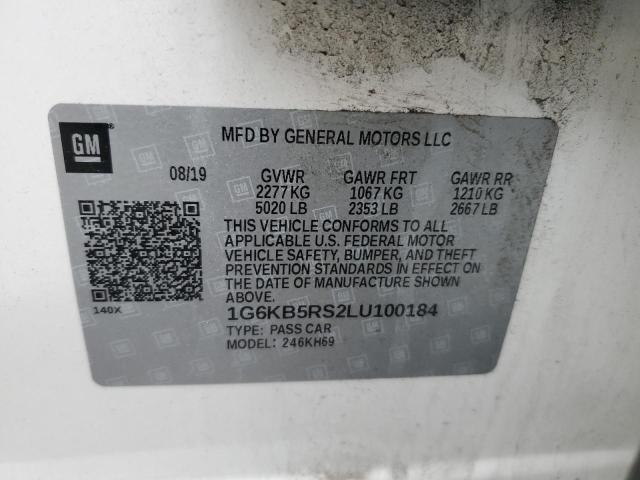 GM
MFD BY GENERAL MOTORS LLC
08/19 GVWR GAWR FRT GAWR RR
2277 KG 1067 KG 1210 KG
5020 LB 2353 LB 2667 LB
THIS VEHICLE CONFORMS TO ALL
APPLICABLE U.S. FEDERAL MOTOR
VEHICLE SAFETY, BUMPER, AND THEFT
PREVENTION STANDARDS IN EFFECT ON
THE DATE OF MANUFACTURE SHOWN
ABOVE.
140X
1G6KB5RS2LU100184
TYPE: PASS CAR
MODEL: 246KH69